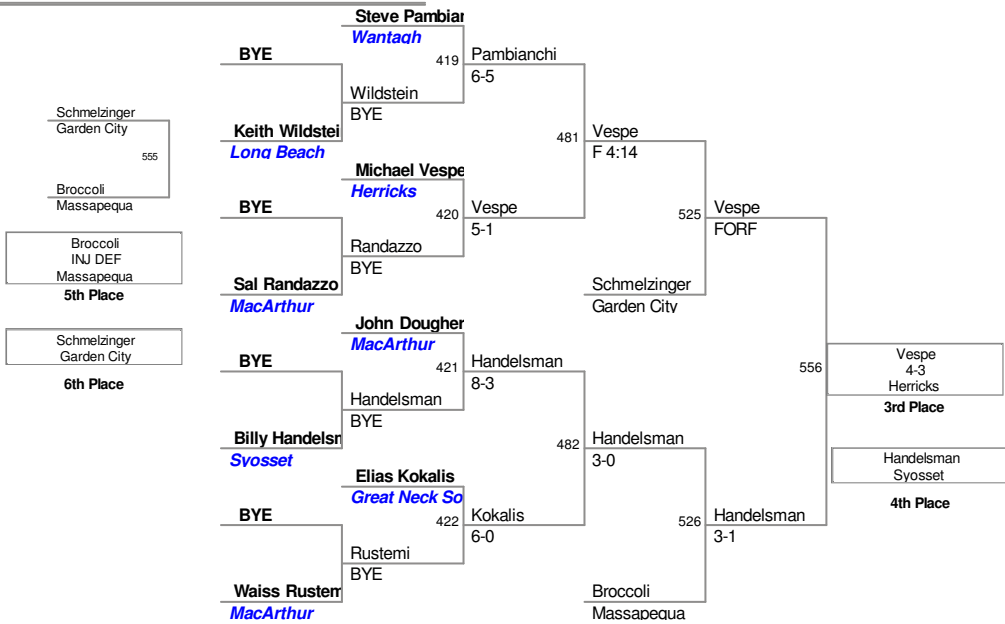 Steve Pambiar
Wantagh
BYE
419
Pambianchi
6-5
Wildstein
BYE
Keith Wildstei
Long Beach
Schmelzinger
Garden City
555
Broccoli
Massapequa
481
Vespe
F 4:14
Michael Vespe
Herricks
BYE
420
Vespe
5-1
Randazzo
BYE
Sal Randazzo
MacArthur
525
Vespe
FORF
Schmelzinger
Garden City
Broccoli
INJ DEF
Massapequa
5th Place
Schmelzinger
Garden City
6th Place
John Dougher
MacArthur
BYE
421
Handelsman
8-3
Handelsman
BYE
Billy Handelsr
Syosset
556
Vespe
4-3
Herricks
3rd Place
482
Handelsman
3-0
Handelsman
Syosset
4th Place
Elias Kokalis
Great Neck So
BYE
422
Kokalis
6-0
Rustemi
BYE
Waiss Rustem
MacArthur
526
Handelsman
3-1
Broccoli
Massapequa